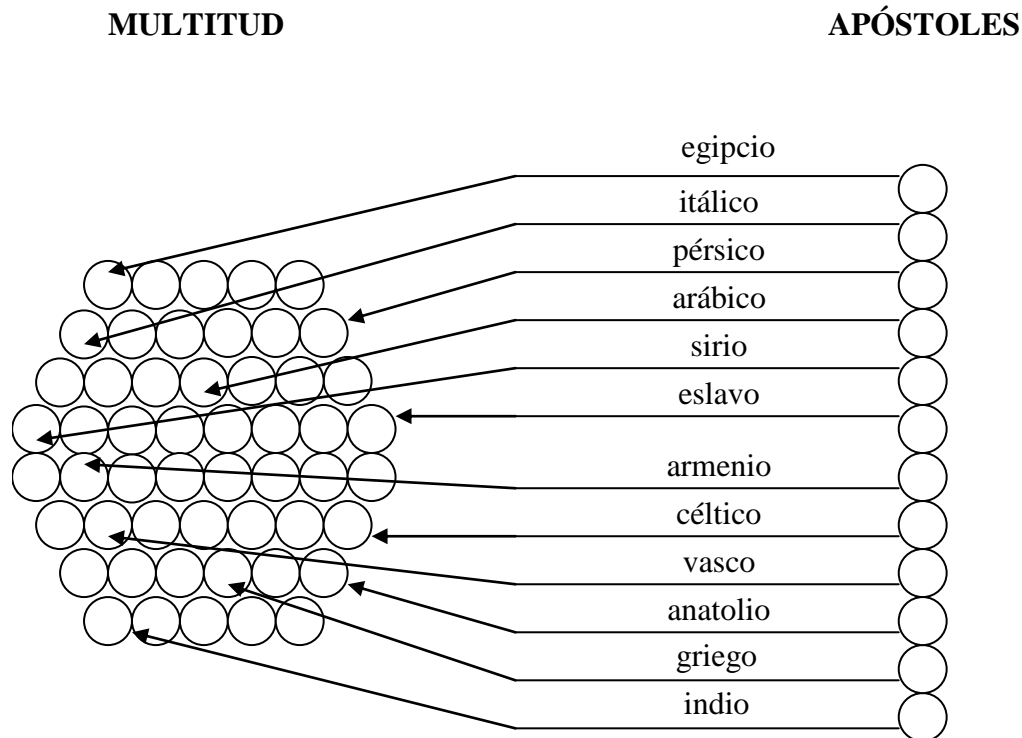 MULTITUD APÓSTOLES
egipcio
itálico
pérsico
arábico
sirio
eslavo
armenio
céltico
vasco
anatolio
griego
indio